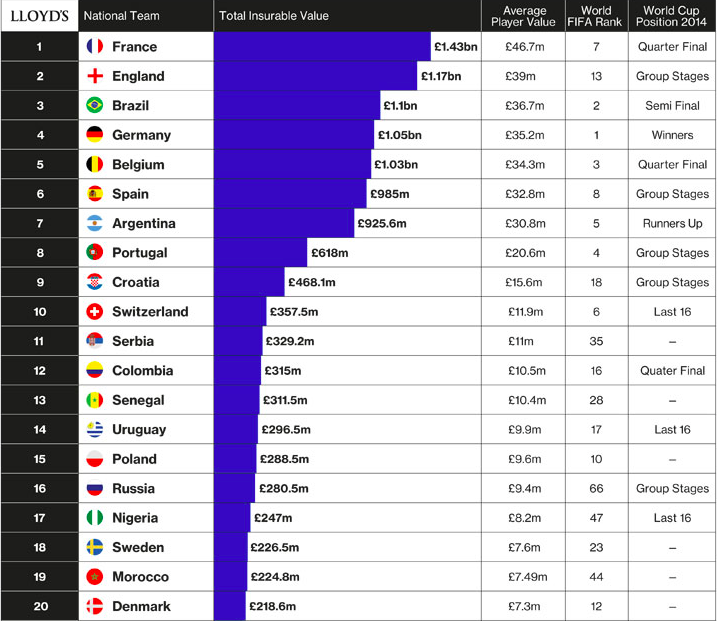 LLOYD'S National Team Total Insurable Value Average Player Value World FIFA Rank World Cup Position 2014
1 France £1.43bn £46.7m 7 Quarter Final
2 England £1.17bn £39m 13 Group Stages
3 Brazil £1.1bn £36.7m 2 Semi Final
4 Germany £1.05bn £35.2m 1 Winners
5 Belgium £1.03bn £34.3m 3 Quarter Final
6 Spain £985m £32.8m 8 Group Stages
7 Argentina £925.6m £30.8m 5 Runners Up
8 Portugal £618m £20.6m 4 Group Stages
9 Croatia £468.1m £15.6m 18 Group Stages
10 Switzerland £357.5m £11.9m 6 Last 16
11 Serbia £329.2m £11m 35 –
12 Colombia £315m £10.5m 16 Quater Final
13 Senegal £311.5m £10.4m 28 –
14 Uruguay £296.5m £9.9m 17 Last 16
15 Poland £288.5m £9.6m 10 –
16 Russia £280.5m £9.4m 66 Group Stages
17 Nigeria £247m £8.2m 47 Last 16
18 Sweden £226.5m £7.6m 23 –
19 Morocco £224.8m £7.49m 44 –
20 Denmark £218.6m £7.3m 12 –